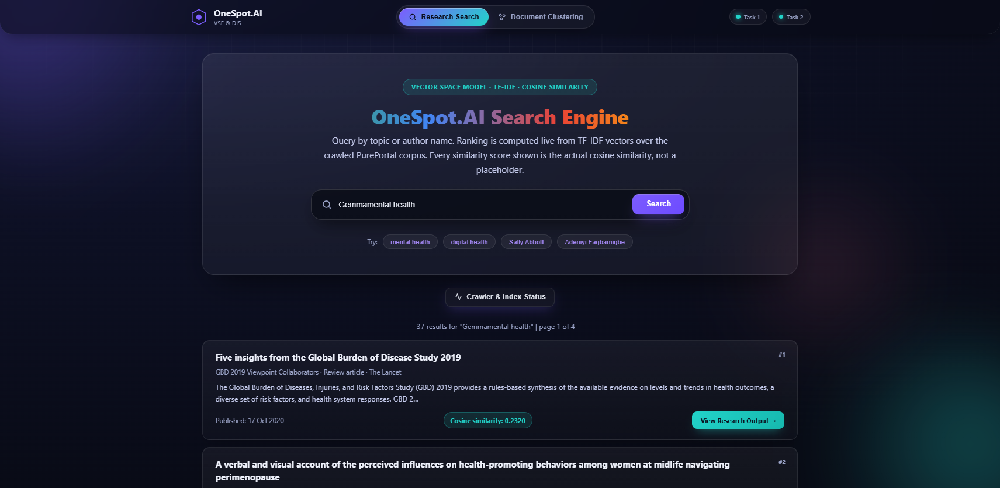 OneSpot.AI
VSE & DIS
Research Search
Document Clustering
Task 1
Task 2
VECTOR SPACE MODEL · TF-IDF · COSINE SIMILARITY
OneSpot.AI Search Engine
Query by topic or author name. Ranking is computed live from TF-IDF vectors over the
crawled PurePortal corpus. Every similarity score shown is the actual cosine similarity, not a
placeholder.
Gemmamental health
Search
Try:
mental health
digital health
Sally Abbott
Adeniyi Fagbamigbe
Crawler & Index Status
37 results for "Gemmamental health" | page 1 of 4
Five insights from the Global Burden of Disease Study 2019
#1
GBD 2019 Viewpoint Collaborators · Review article · The Lancet
The Global Burden of Diseases, Injuries, and Risk Factors Study (GBD) 2019 provides a rules-based synthesis of the available evidence on levels and trends in health outcomes, a
diverse set of risk factors, and health system responses. GBD 2...
Published: 17 Oct 2020
Cosine similarity: 0.2320
View Research Output →
A verbal and visual account of the perceived influences on health-promoting behaviors among women at midlife navigating
perimenopause
#2